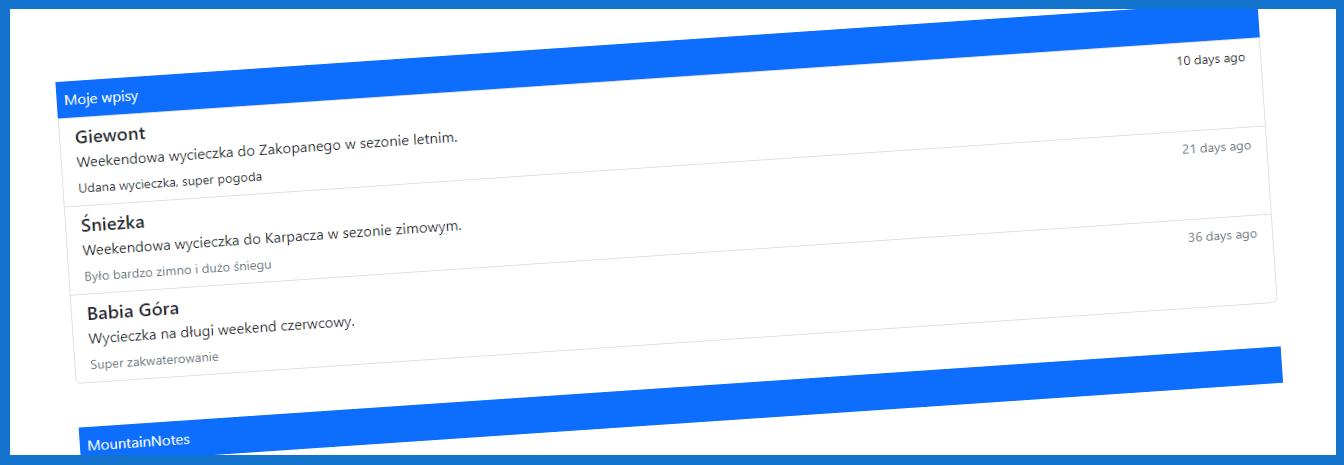 Moje wpisy
Giewont
10 days ago
Weekendowa wycieczka do Zakopanego w sezonie letnim.
Udana wycieczka, super pogoda
Śnieżka
21 days ago
Weekendowa wycieczka do Karpacza w sezonie zimowym.
Było bardzo zimno i dużo śniegu
Babia Góra
36 days ago
Wycieczka na długi weekend czerwcowy.
Super zakwaterowanie
MountainNotes